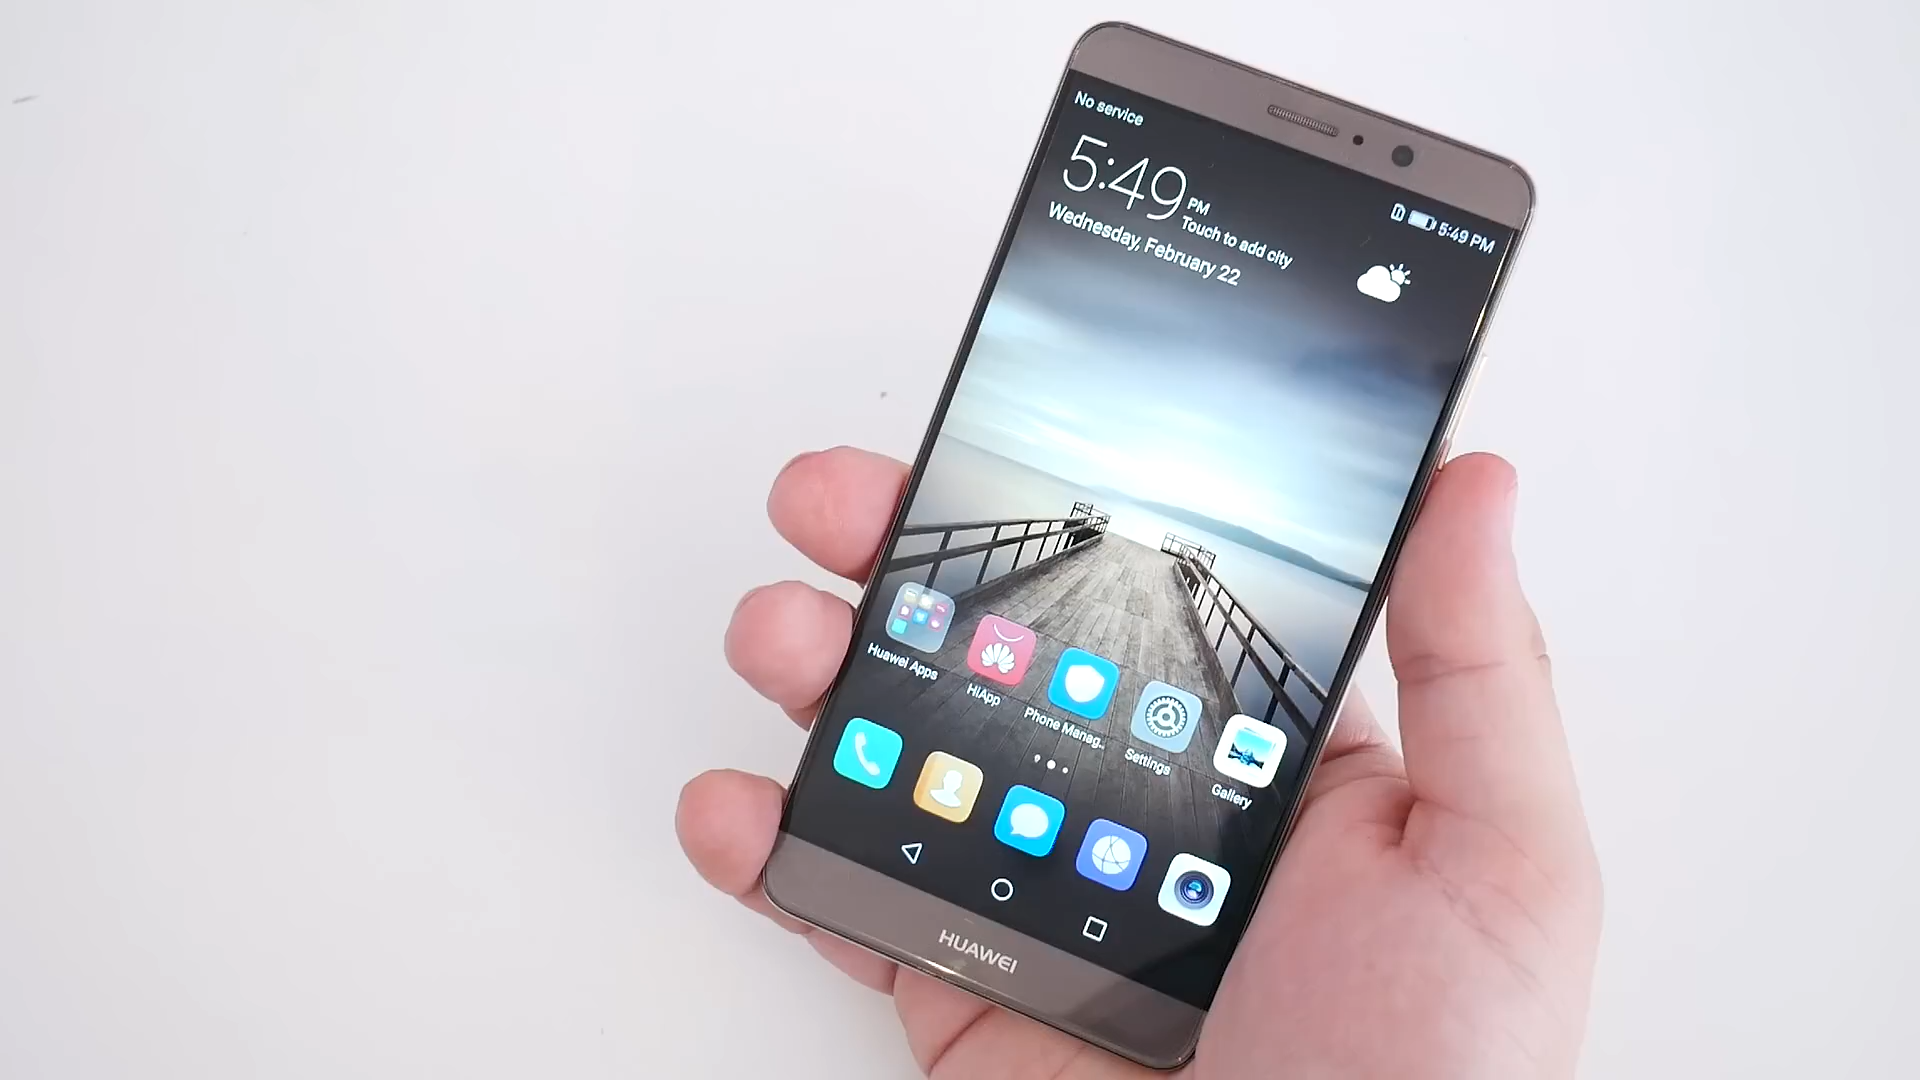 No service
5:49 PM
5:49 PM
Touch to add city
Wednesday, February 22
Huawei Apps
HiApp
Phone Manag..
Settings
Gallery
HUAWEI